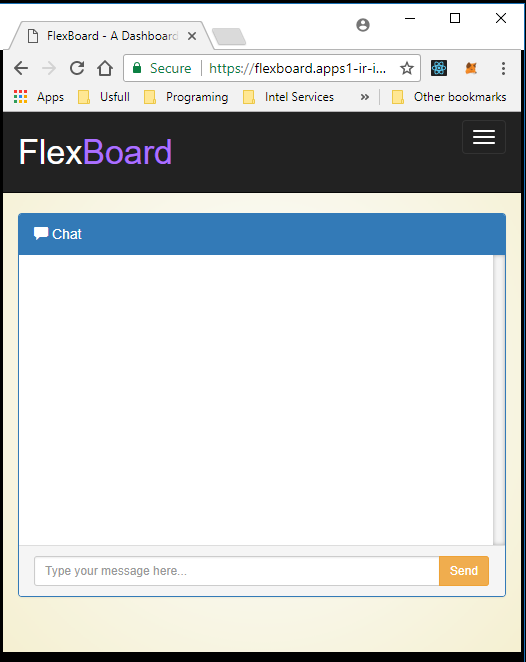 FlexBoard - A Dashboard
Secure https://flexboard.apps1-ir-i...
Apps Usfull Programing Intel Services » Other bookmarks
FlexBoard
Chat
Type your message here...
Send